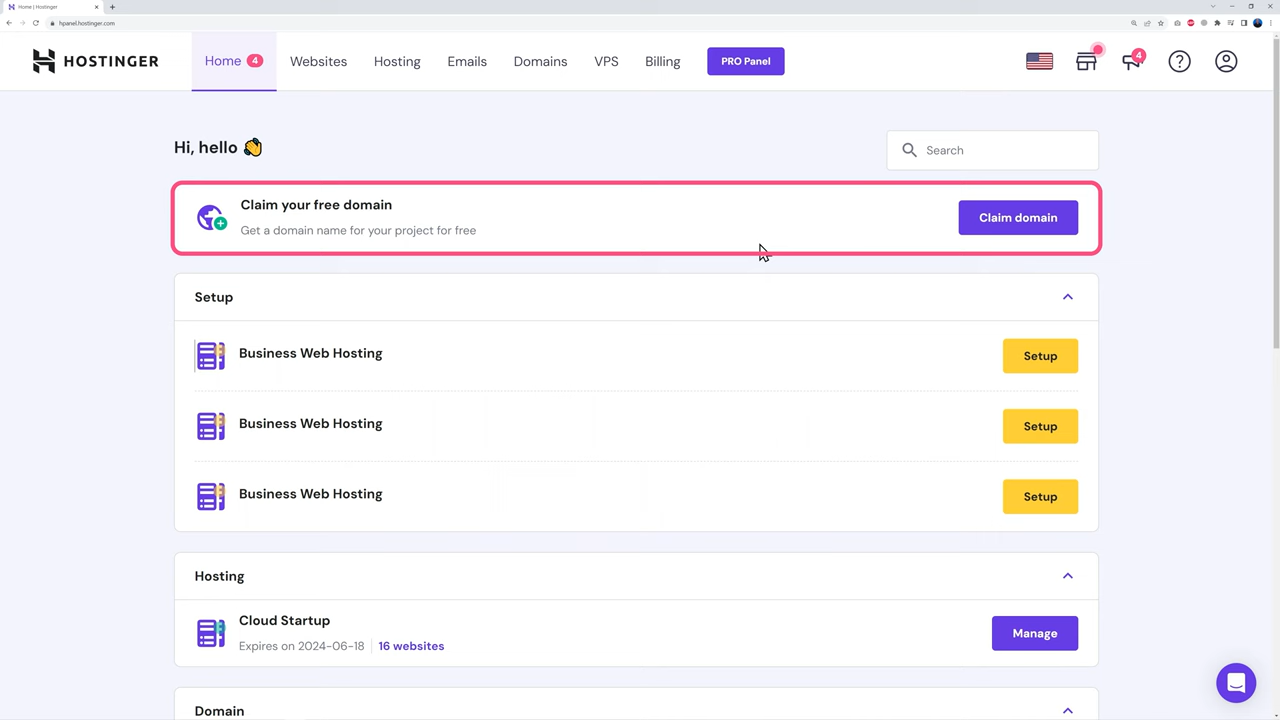 Home | Hostinger
hpanel.hostinger.com
HOSTINGER
Home 4
Websites
Hosting
Emails
Domains
VPS
Billing
PRO Panel
4
Hi, hello
Search
Claim your free domain
Get a domain name for your project for free
Claim domain
Setup
Business Web Hosting
Setup
Business Web Hosting
Setup
Business Web Hosting
Setup
Hosting
Cloud Startup
Expires on 2024-06-18
16 websites
Manage
Domain